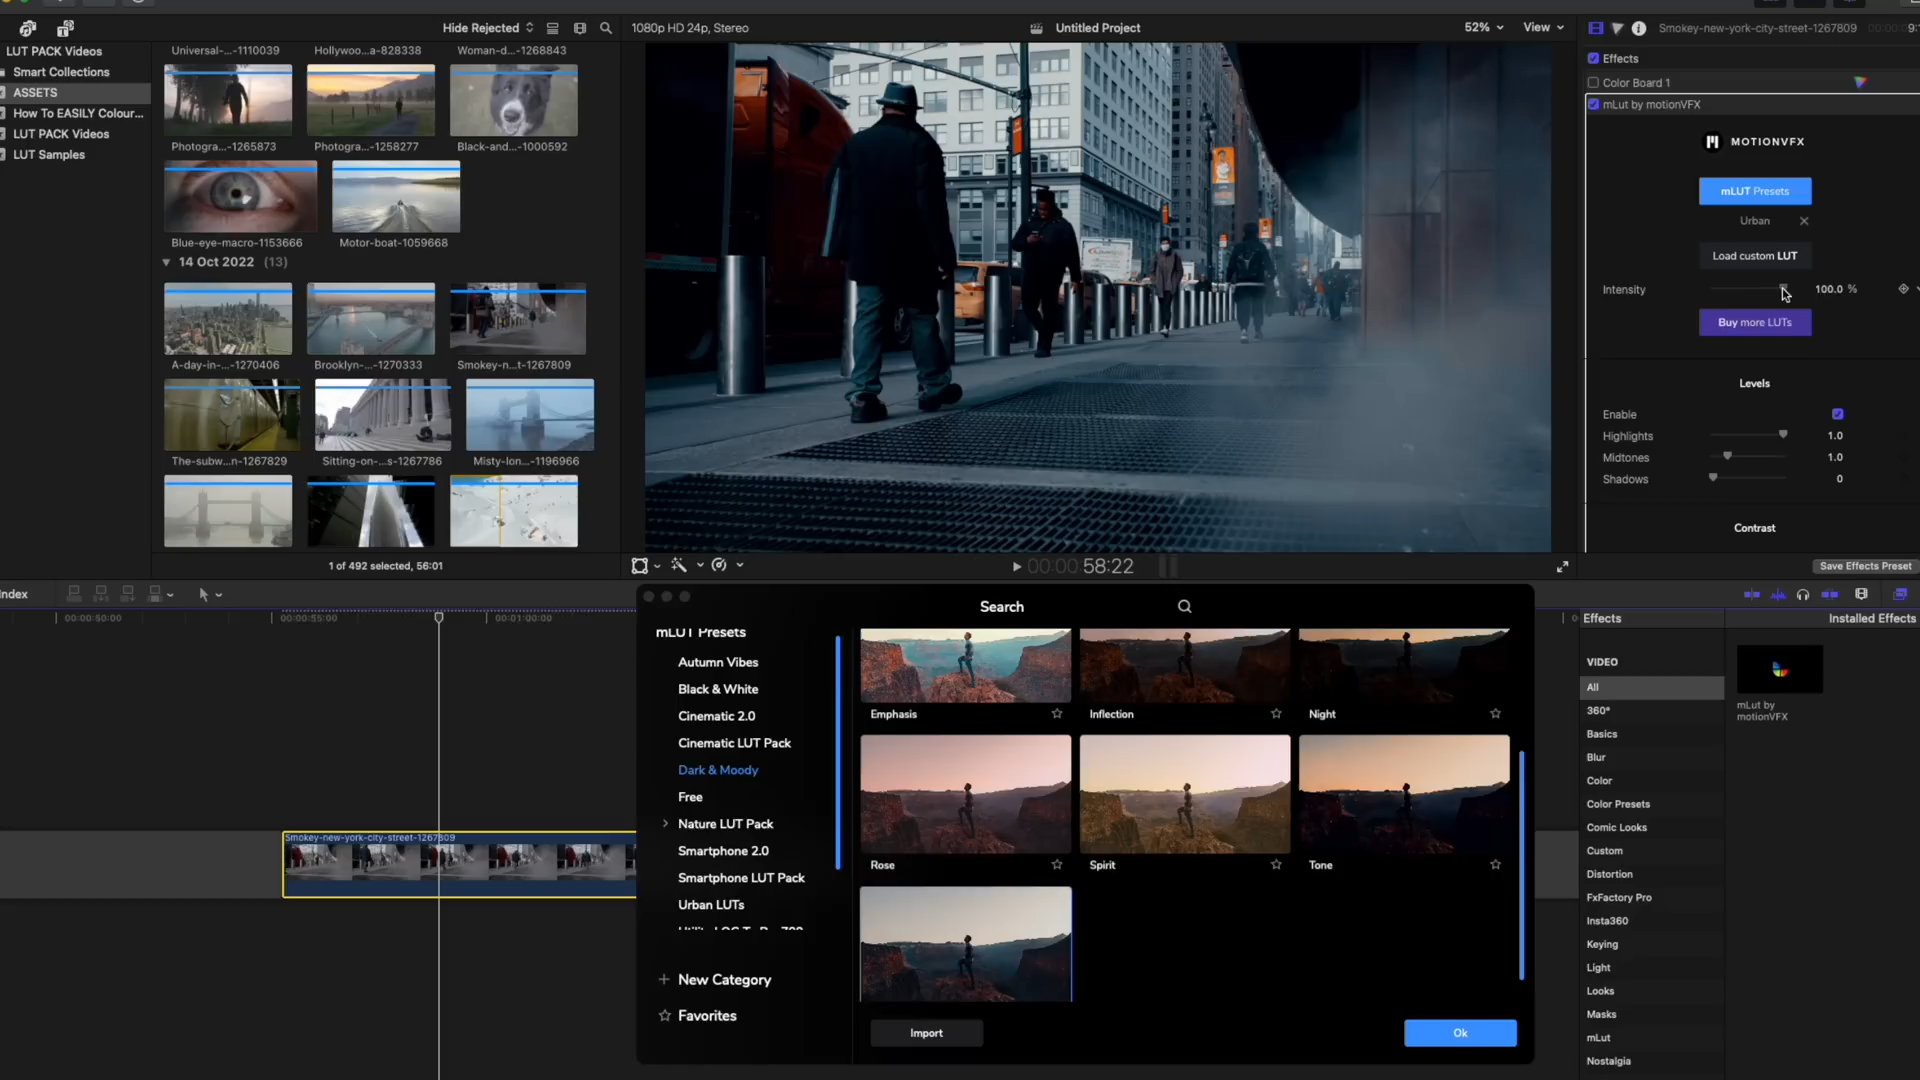 Hide Rejected
1080p HD 24p, Stereo
Untitled Project
52%
View
Smokey-new-york-city-street-1267809
LUT PACK Videos
Smart Collections
ASSETS
How To EASILY Colour...
LUT PACK Videos
LUT Samples
Universal-...-1110039
Hollywoo...a-828338
Woman-d...-1268843
Photogra...-1265873
Photogra...-1258277
Black-and...-1000592
Blue-eye-macro-1153666
Motor-boat-1059668
14 Oct 2022 (13)
A-day-in-...-1270406
Brooklyn-...-1270333
Smokey-n...t-1267809
The-subw...n-1267829
Sitting-on-...s-1267786
Misty-lon...-1196966
1 of 492 selected, 56:01
00:00:58:22
Effects
Color Board 1
mLut by motionVFX
MOTIONVFX
mLUT Presets
Urban
Load custom LUT
Intensity
100.0 %
Buy more LUTs
Levels
Enable
Highlights
1.0
Midtones
1.0
Shadows
0
Contrast
Save Effects Preset
Index
00:00:50:00
00:00:55:00
00:01:00:00
Smokey-new-york-city-street-1267809
Search
mLUT Presets
Autumn Vibes
Black & White
Cinematic 2.0
Cinematic LUT Pack
Dark & Moody
Free
Nature LUT Pack
Smartphone 2.0
Smartphone LUT Pack
Urban LUTs
New Category
Favorites
Emphasis
Inflection
Night
Rose
Spirit
Tone
Import
Ok
Effects
Installed Effects
VIDEO
All
360°
Basics
Blur
Color
Color Presets
Comic Looks
Custom
Distortion
FxFactory Pro
Insta360
Keying
Light
Looks
Masks
mLut
Nostalgia
mLut by
motionVFX